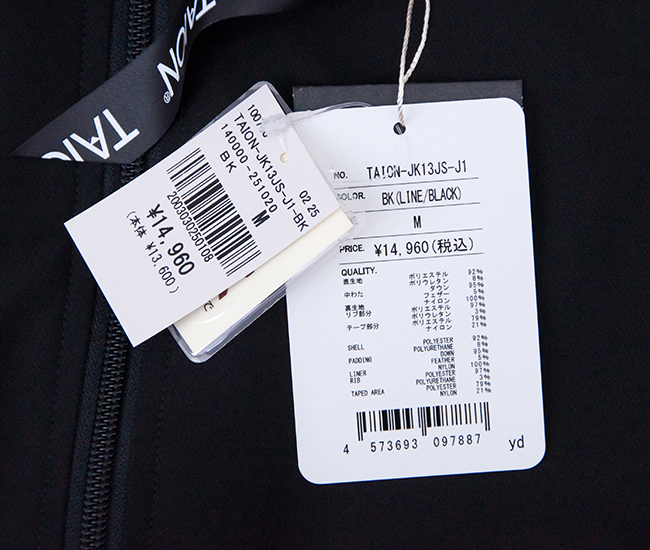 TAION®
TAION
100/0
TAION-JK13JS-J1-BK
140000-251020 02.25
BK M
2003030250106
¥14,960
(本体 ¥13,600)
NO. TAION-JK13JS-J1
COLOR. BK(LINE/BLACK)
M
PRICE. ¥14,960(税込)
QUALITY.
表生地 ポリエステル 92%
ポリウレタン 8%
中わた ダウン 95%
フェザー 5%
裏生地 ナイロン 100%
リブ部分 ポリエステル 97%
ポリウレタン 3%
テープ部分 ポリエステル 79%
ナイロン 21%
SHELL POLYESTER 92%
POLYURETHANE 8%
PADDING DOWN 95%
FEATHER 5%
LINER NYLON 100%
RIB POLYESTER 97%
POLYURETHANE 3%
TAPED AREA POLYESTER 79%
NYLON 21%
4 573693 097887 yd